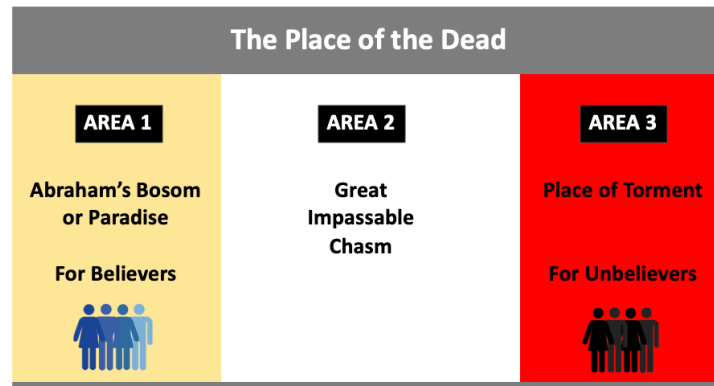 The Place of the Dead
AREA 1
Abraham’s Bosom
or Paradise
For Believers
AREA 2
Great
Impassable
Chasm
AREA 3
Place of Torment
For Unbelievers